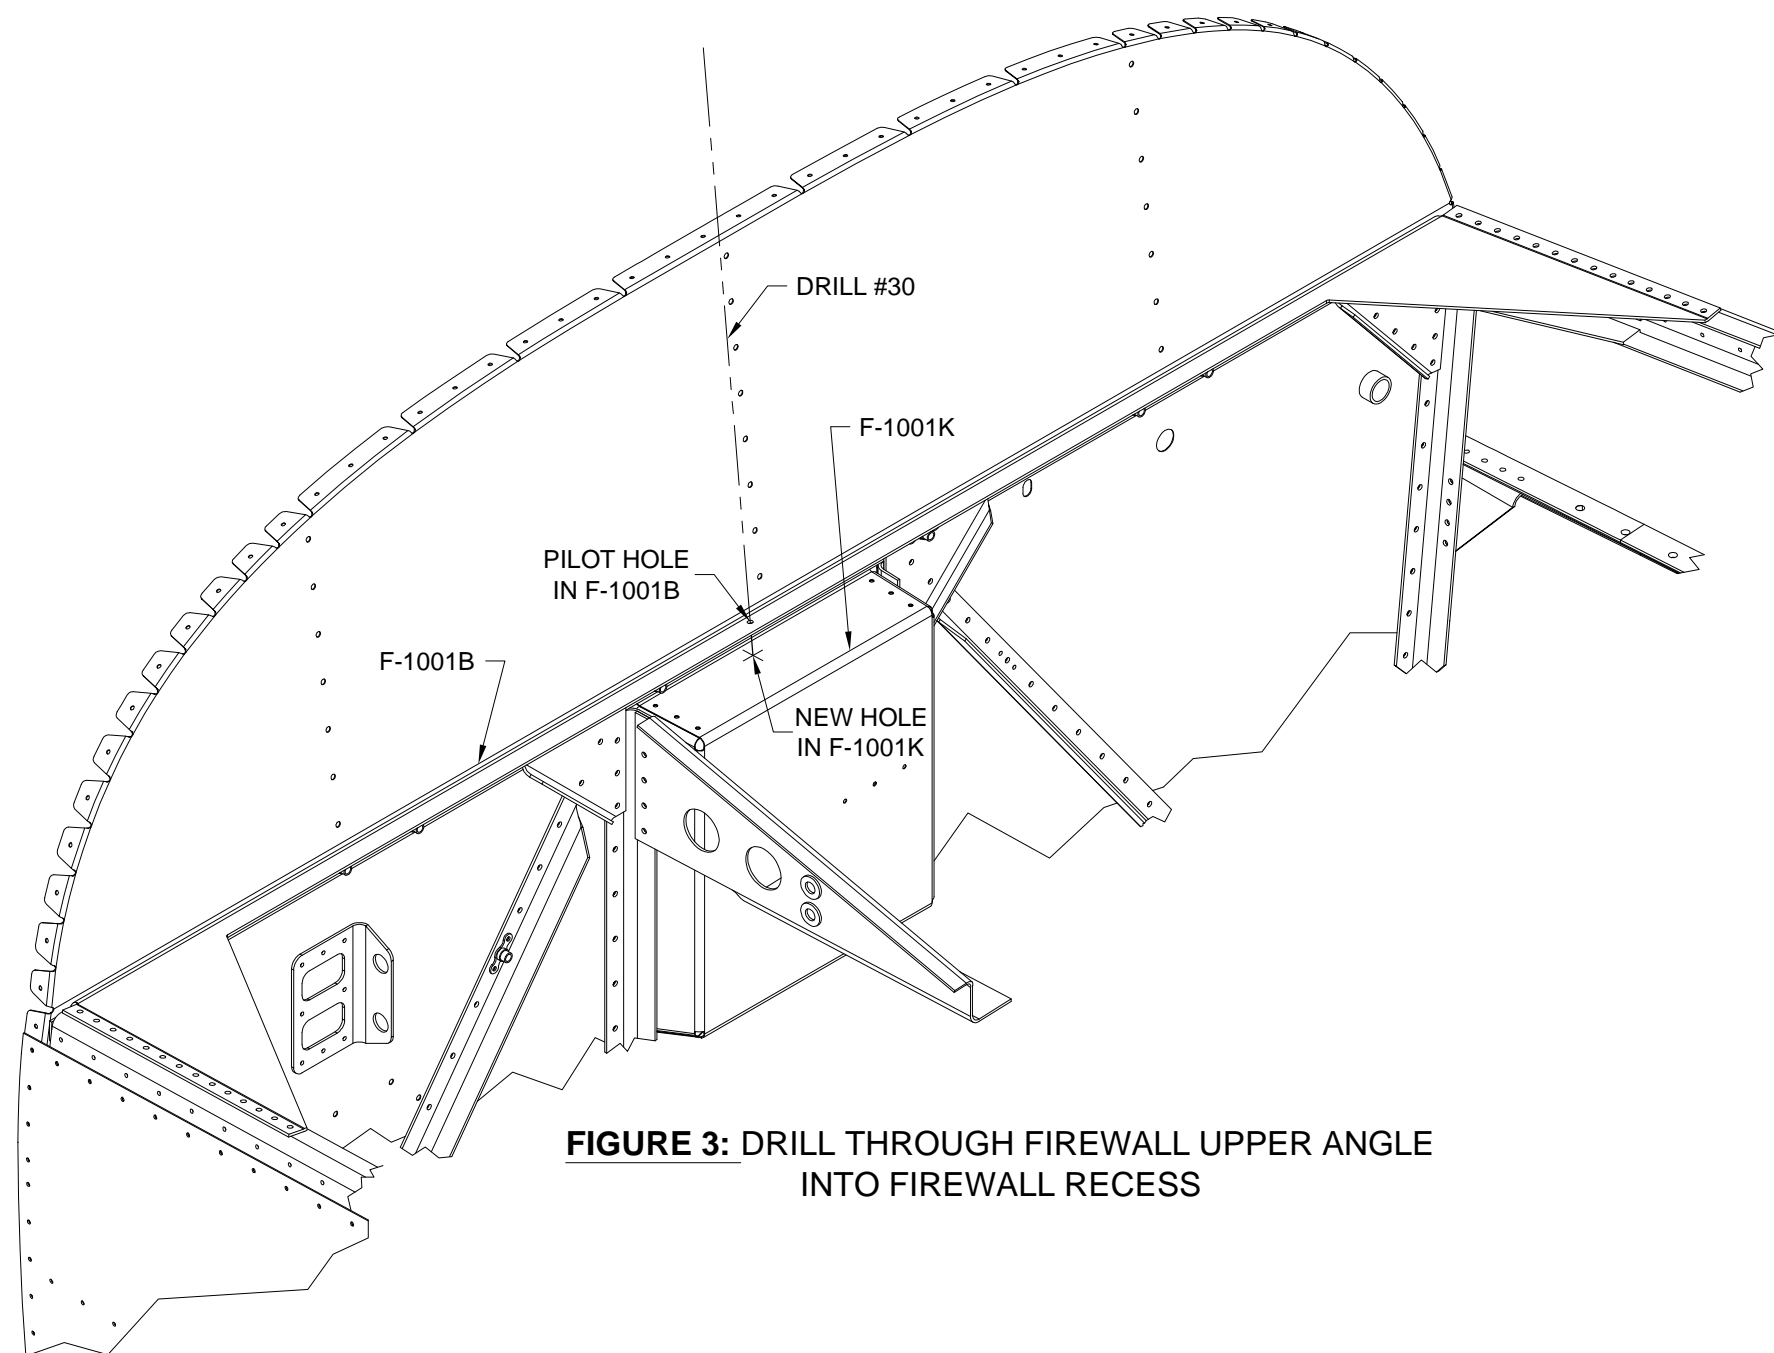 DRILL #30
F-1001K
PILOT HOLE
IN F-1001B
F-1001B
NEW HOLE
IN F-1001K
FIGURE 3: DRILL THROUGH FIREWALL UPPER ANGLE
INTO FIREWALL RECESS